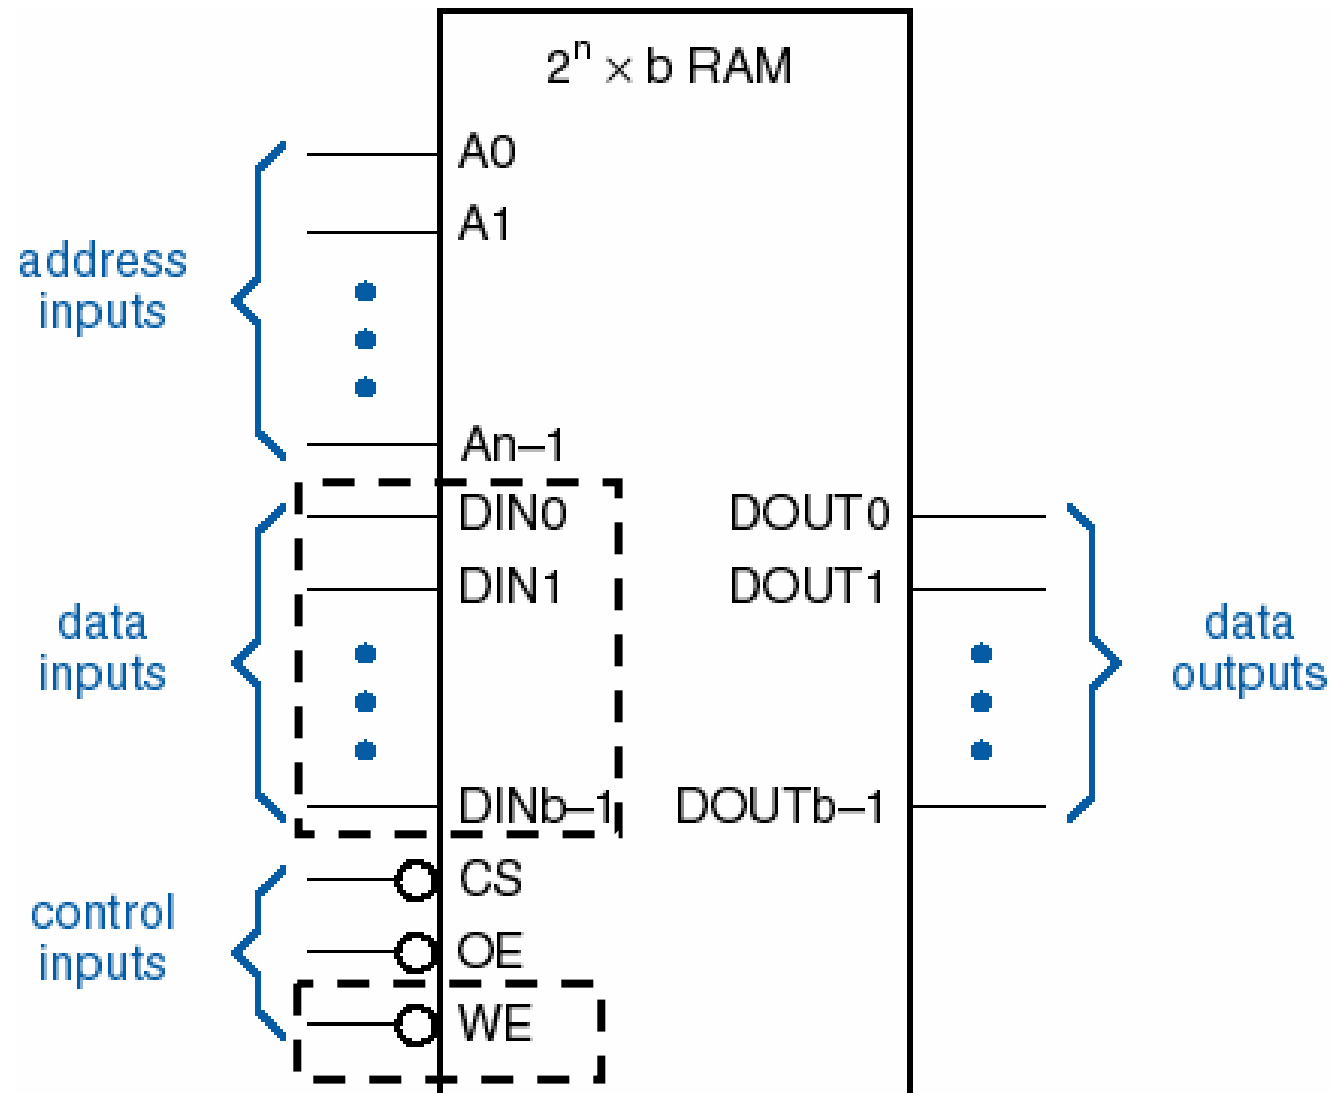 2ⁿ × b RAM
A0
A1
address
inputs
An–1
DIN0
DOUT0
DIN1
DOUT1
data
inputs
data
outputs
DINb–1
DOUTb–1
CS
control
inputs
OE
WE